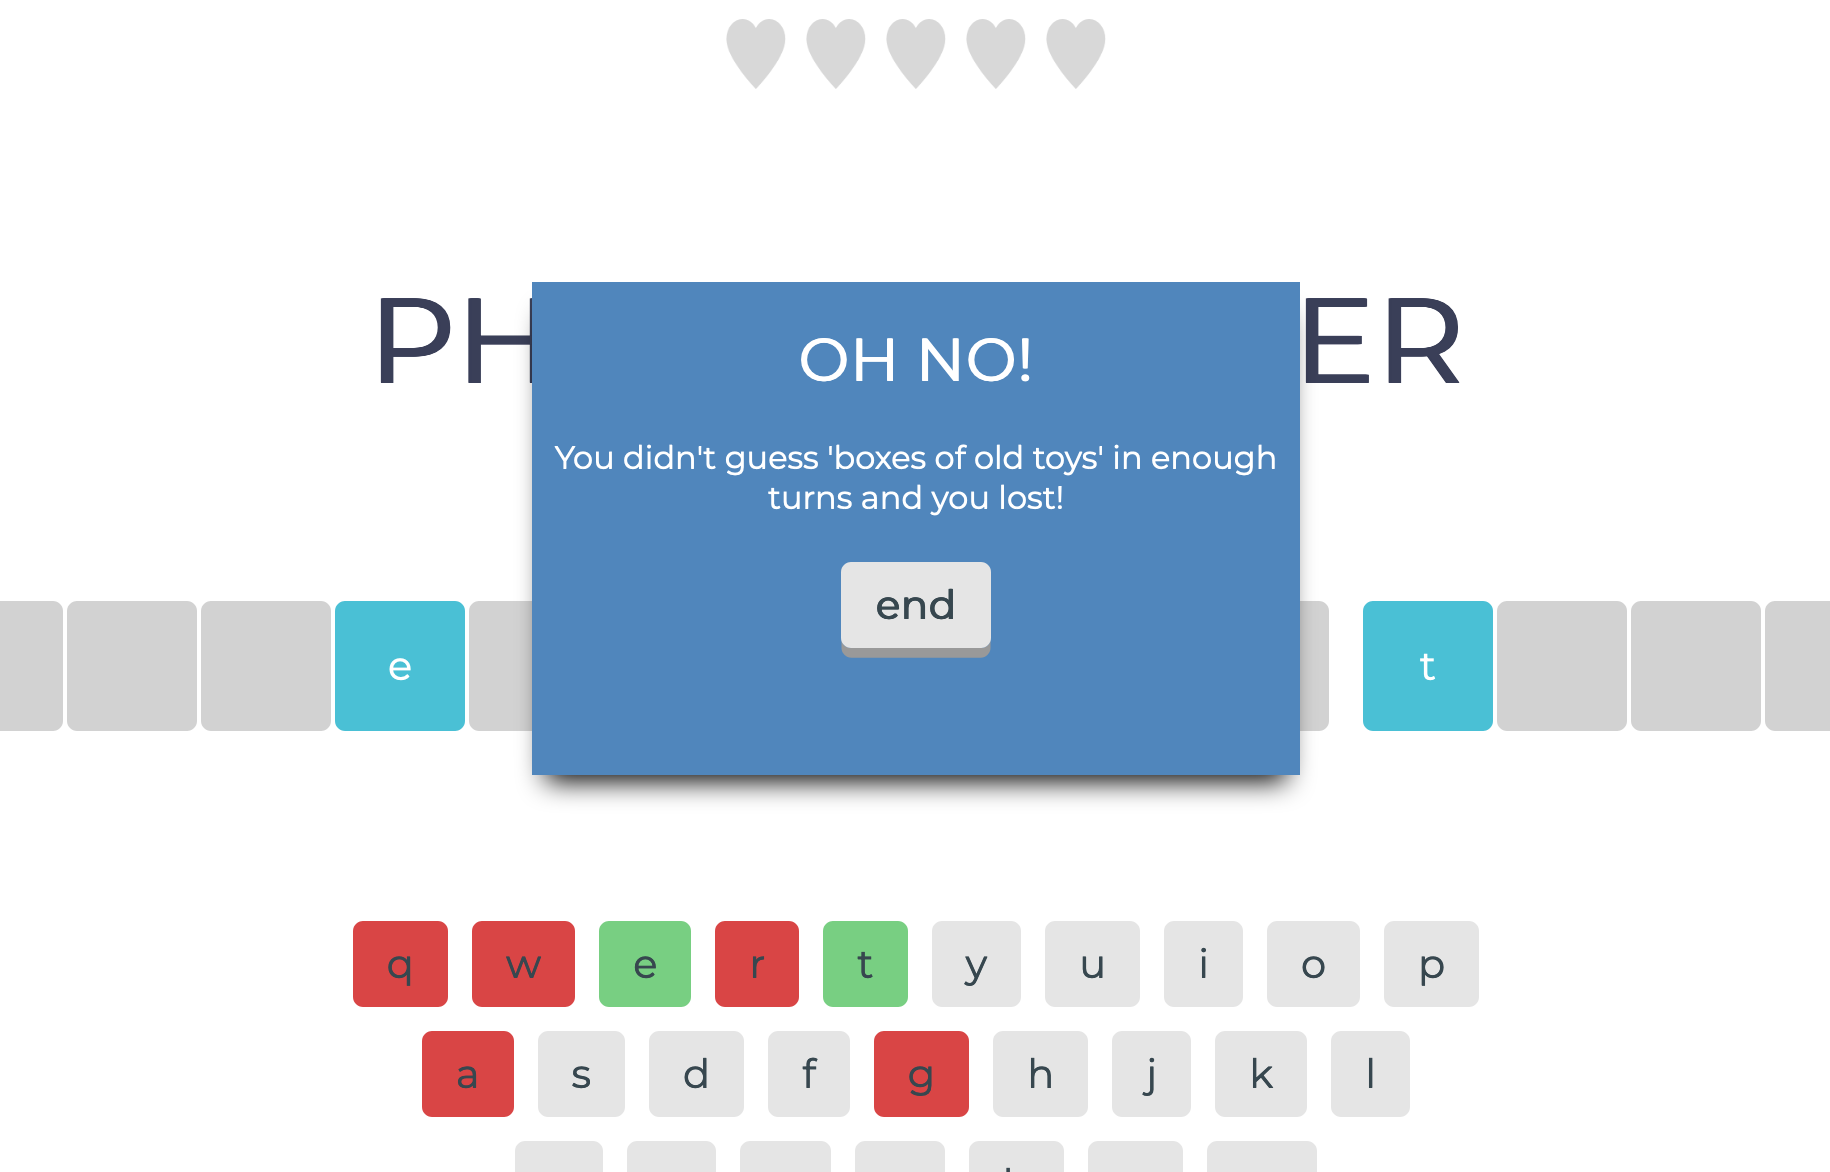 PH ER
OH NO!
You didn't guess 'boxes of old toys' in enough
turns and you lost!
end
e t
q w e r t y u i o p
a s d f g h j k l